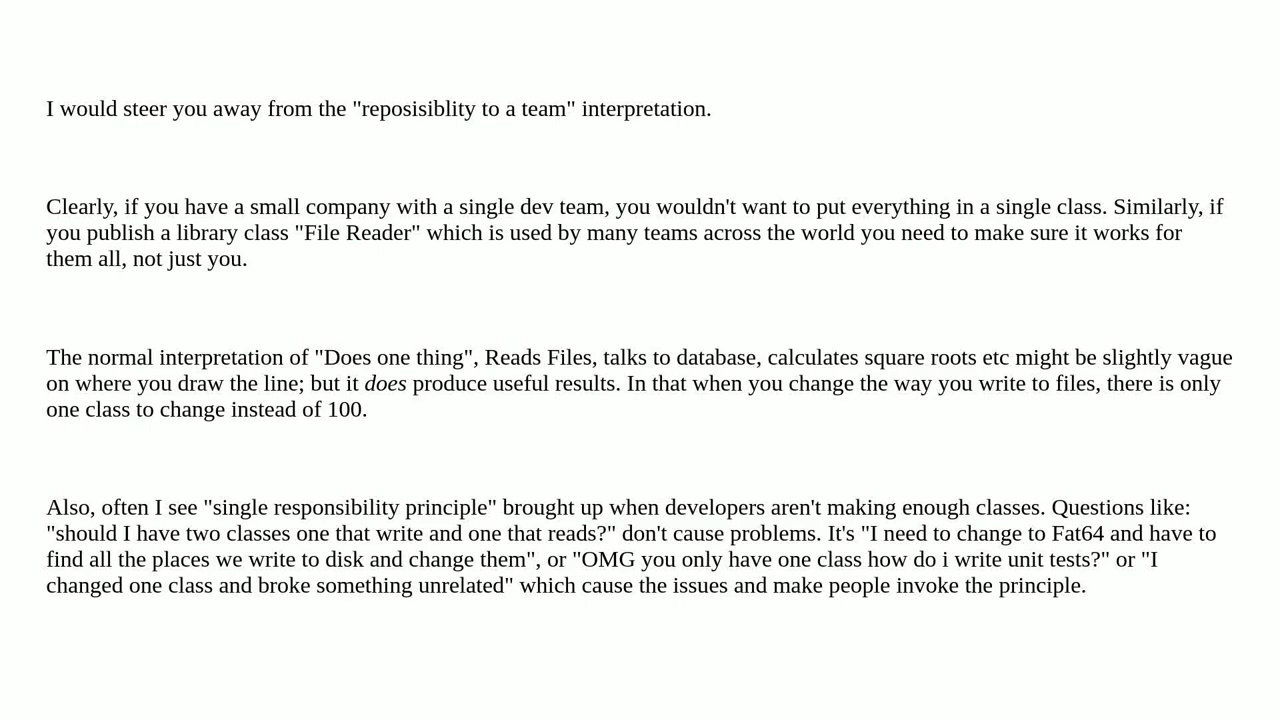 I would steer you away from the "reposisiblity to a team" interpretation.
Clearly, if you have a small company with a single dev team, you wouldn't want to put everything in a single class. Similarly, if
you publish a library class "File Reader" which is used by many teams across the world you need to make sure it works for
them all, not just you.
The normal interpretation of "Does one thing", Reads Files, talks to database, calculates square roots etc might be slightly vague
on where you draw the line; but it does produce useful results. In that when you change the way you write to files, there is only
one class to change instead of 100.
Also, often I see "single responsibility principle" brought up when developers aren't making enough classes. Questions like:
"should I have two classes one that write and one that reads?" don't cause problems. It's "I need to change to Fat64 and have to
find all the places we write to disk and change them", or "OMG you only have one class how do i write unit tests?" or "I
changed one class and broke something unrelated" which cause the issues and make people invoke the principle.